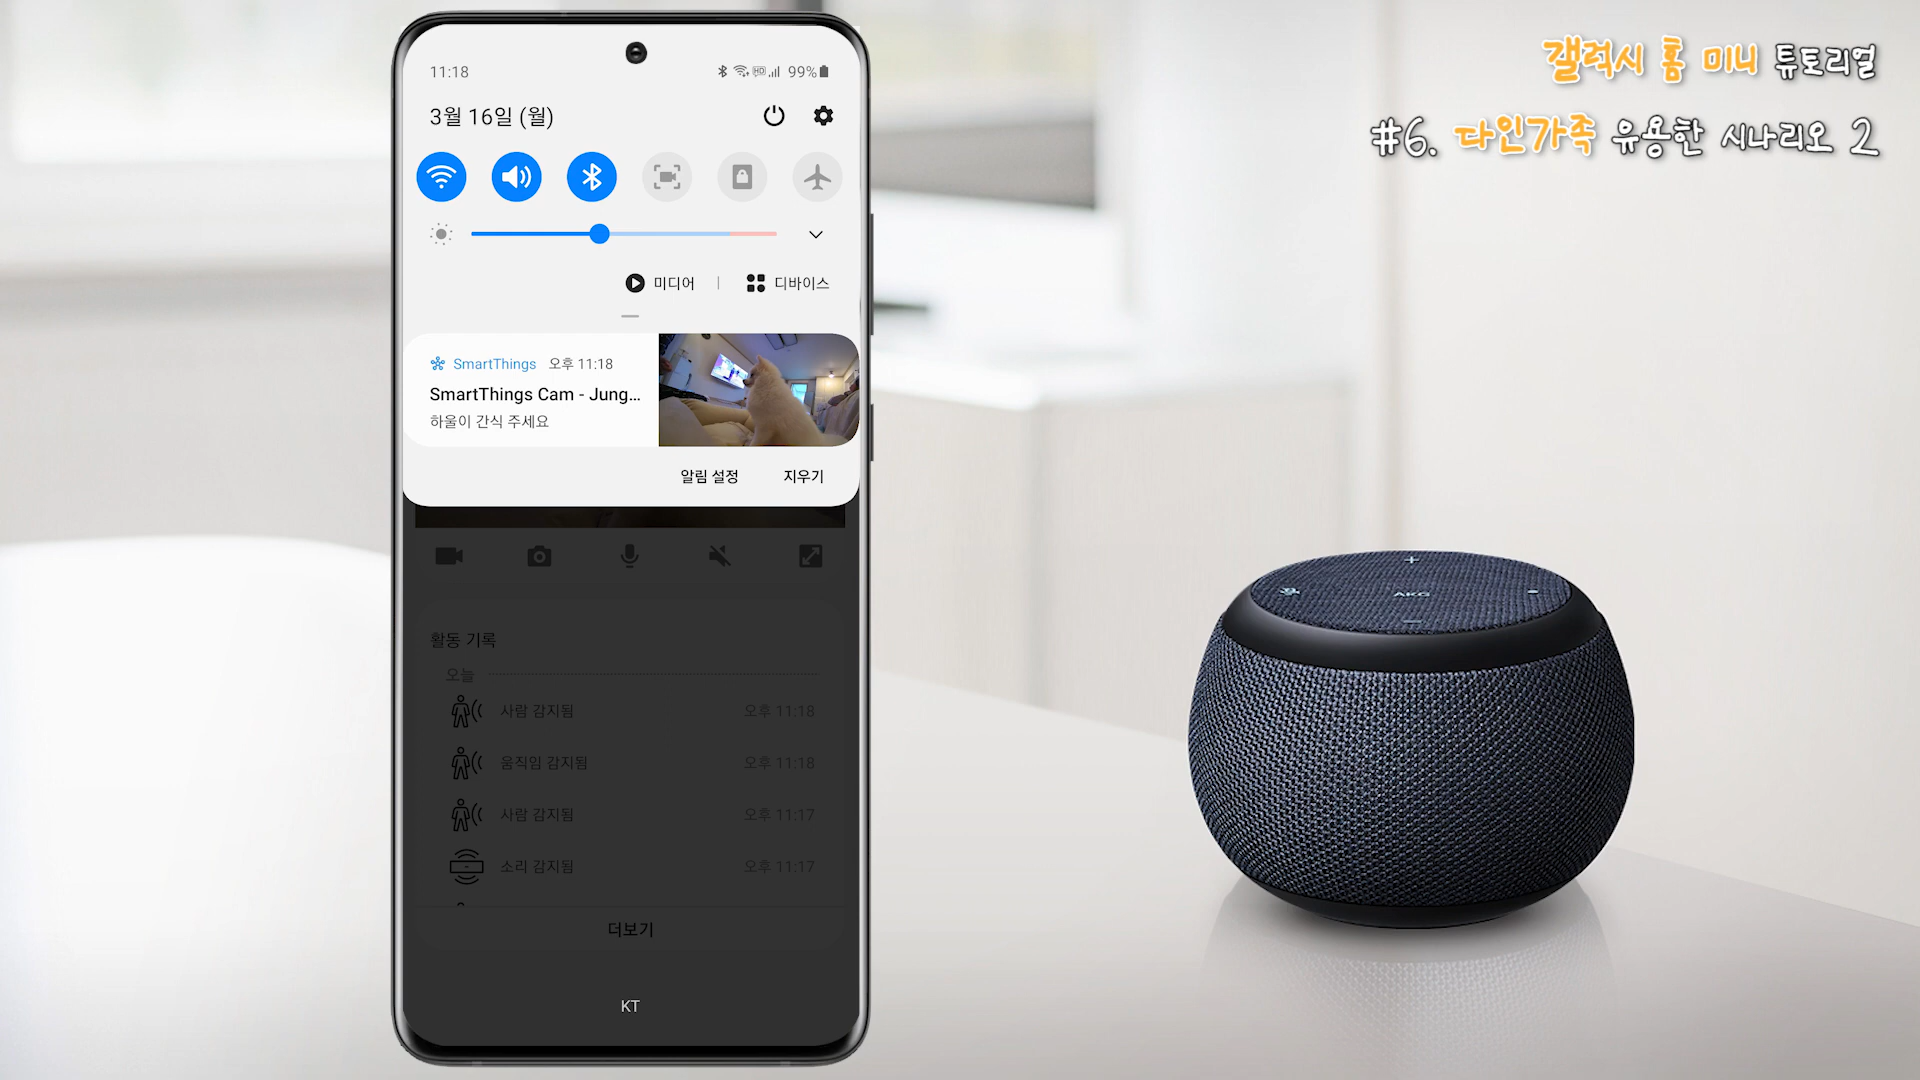 갤럭시 홈 미니 튜토리얼
#6. 다인가족 유용한 시나리오 2
11:18
99%
3월 16일 (월)
미디어 | 디바이스
SmartThings 오후 11:18
SmartThings Cam - Jung...
하울이 간식 주세요
알림 설정 지우기
활동 기록
오늘
사람 감지됨 오후 11:18
움직임 감지됨 오후 11:18
사람 감지됨 오후 11:17
소리 감지됨 오후 11:17
더보기
KT
AKG